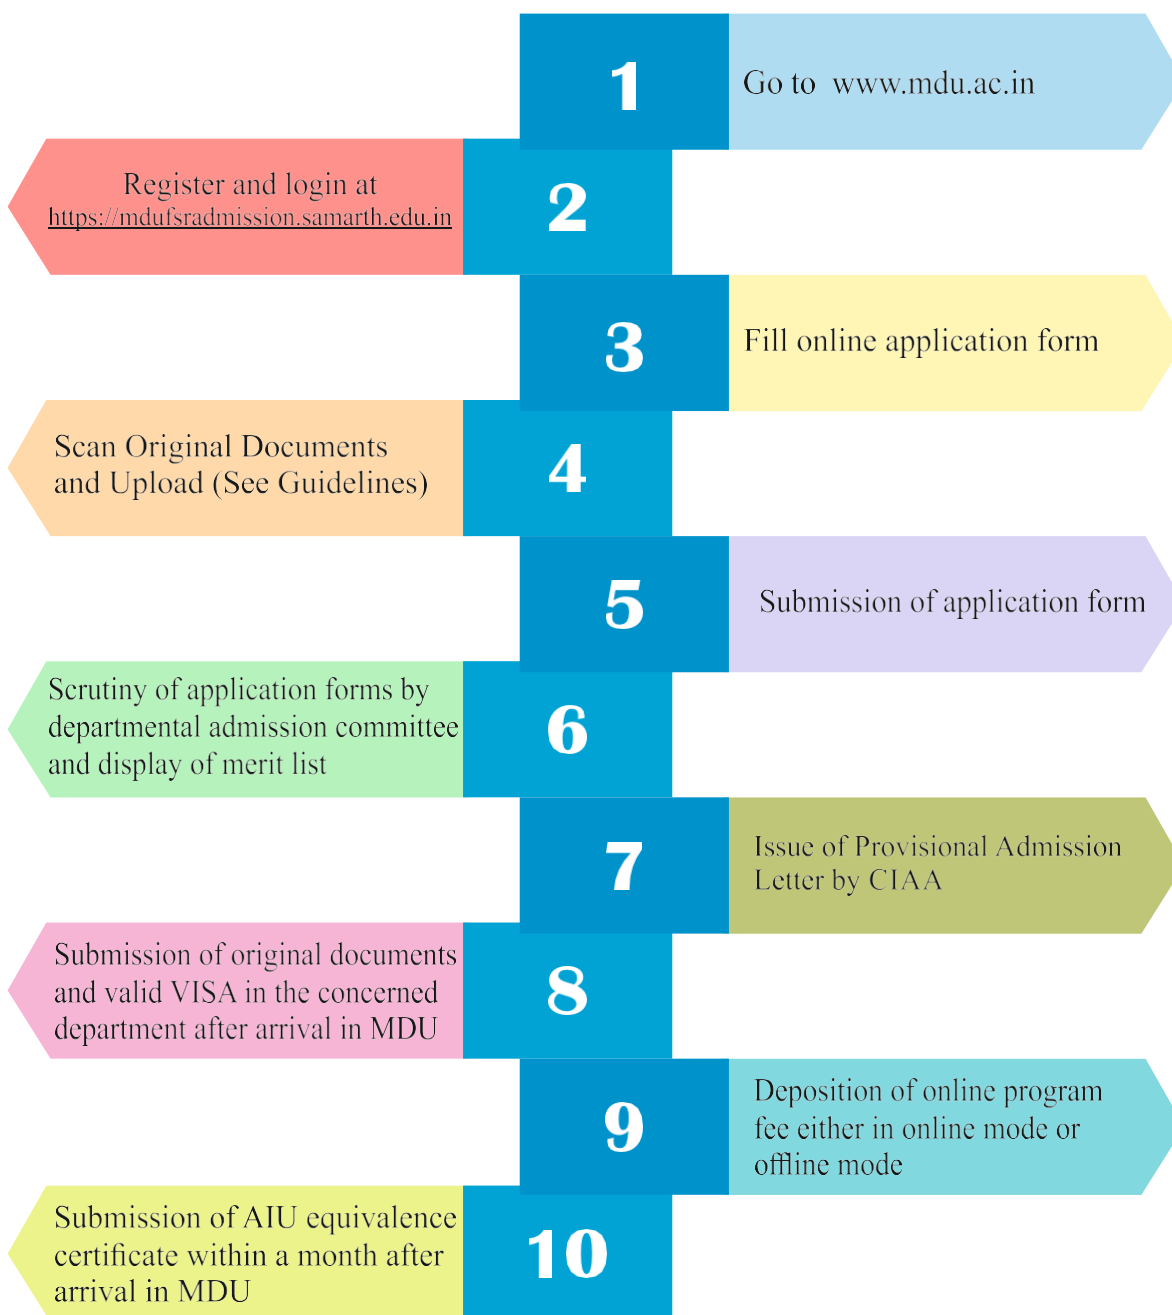 1
Go to www.mdu.ac.in
2
Register and login at
https://mdufsradmission.samarth.edu.in
3
Fill online application form
4
Scan Original Documents
and Upload (See Guidelines)
5
Submission of application form
6
Scrutiny of application forms by
departmental admission committee
and display of merit list
7
Issue of Provisional Admission
Letter by CIAA
8
Submission of original documents
and valid VISA in the concerned
department after arrival in MDU
9
Deposition of online program
fee either in online mode or
offline mode
10
Submission of AIU equivalence
certificate within a month after
arrival in MDU